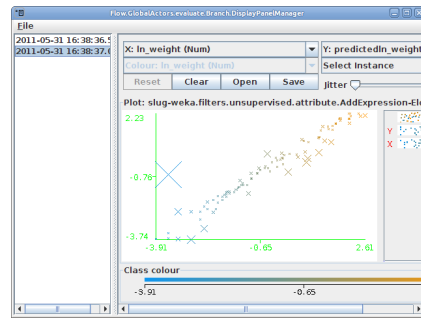 Flow.GlobalActors.evaluate.Branch.DisplayPanelManager
File
2011-05-31 16:38:36.5
2011-05-31 16:38:37.0
X: ln_weight (Num)
Y: predictedln_weight
Colour: ln_weight (Num)
Select Instance
Reset
Clear
Open
Save
Jitter
Plot: slug-weka.filters.unsupervised.attribute.AddExpression-Ele
2.23
-0.76
-3.74
-3.91
-0.65
2.61
Y
X
Class colour
-3.91
-0.65